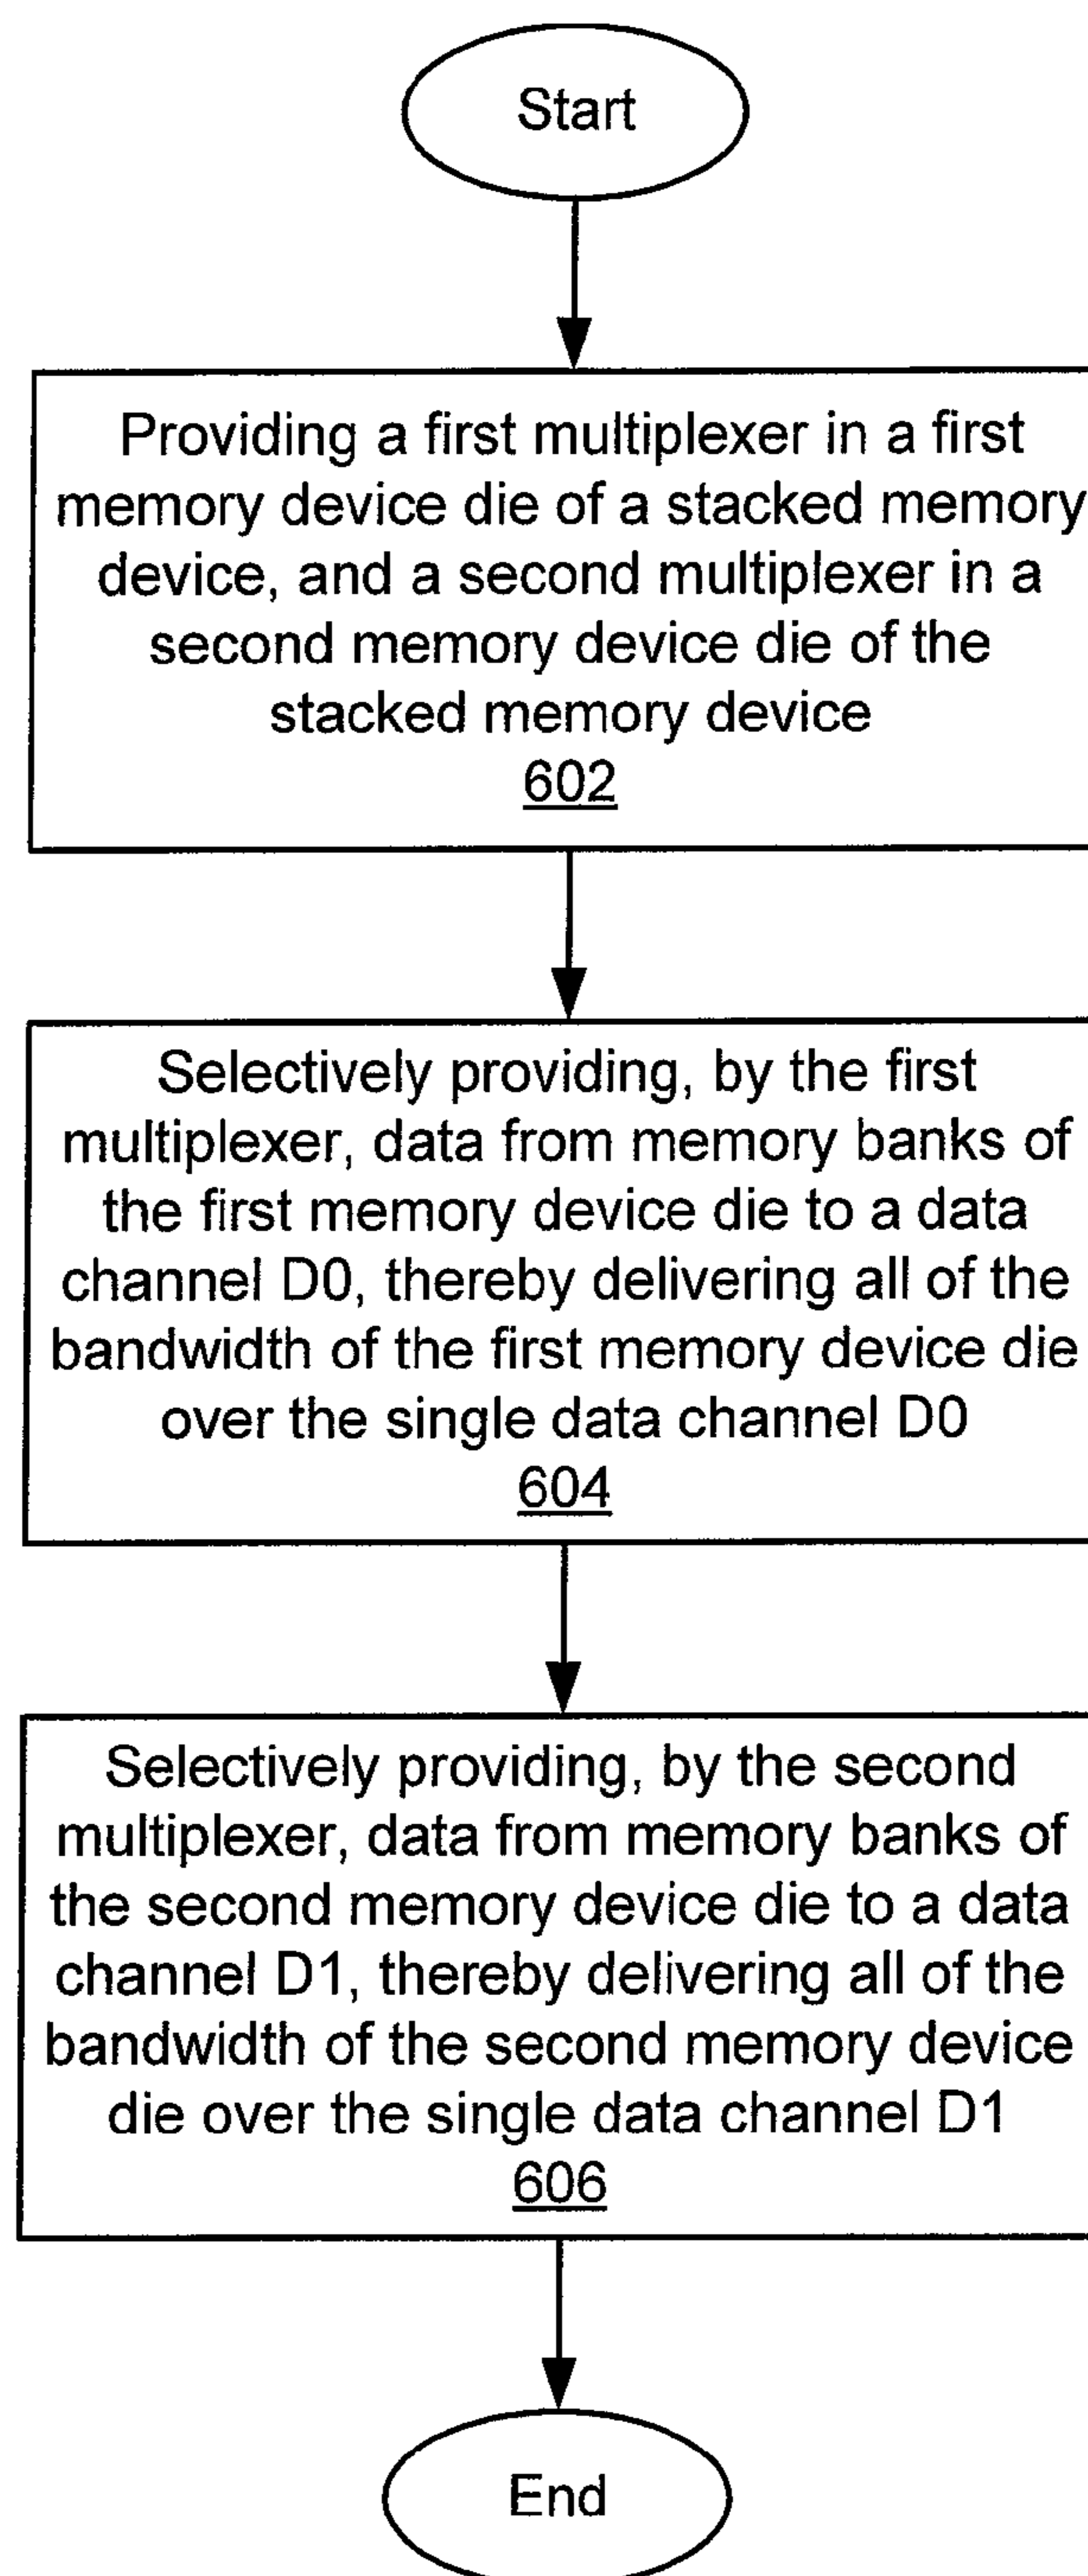 Start
Providing a first multiplexer in a first
memory device die of a stacked memory
device, and a second multiplexer in a
second memory device die of the
stacked memory device
602
Selectively providing, by the first
multiplexer, data from memory banks of
the first memory device die to a data
channel D0, thereby delivering all of the
bandwidth of the first memory device die
over the single data channel D0
604
Selectively providing, by the second
multiplexer, data from memory banks of
the second memory device die to a data
channel D1, thereby delivering all of the
bandwidth of the second memory device
die over the single data channel D1
606
End